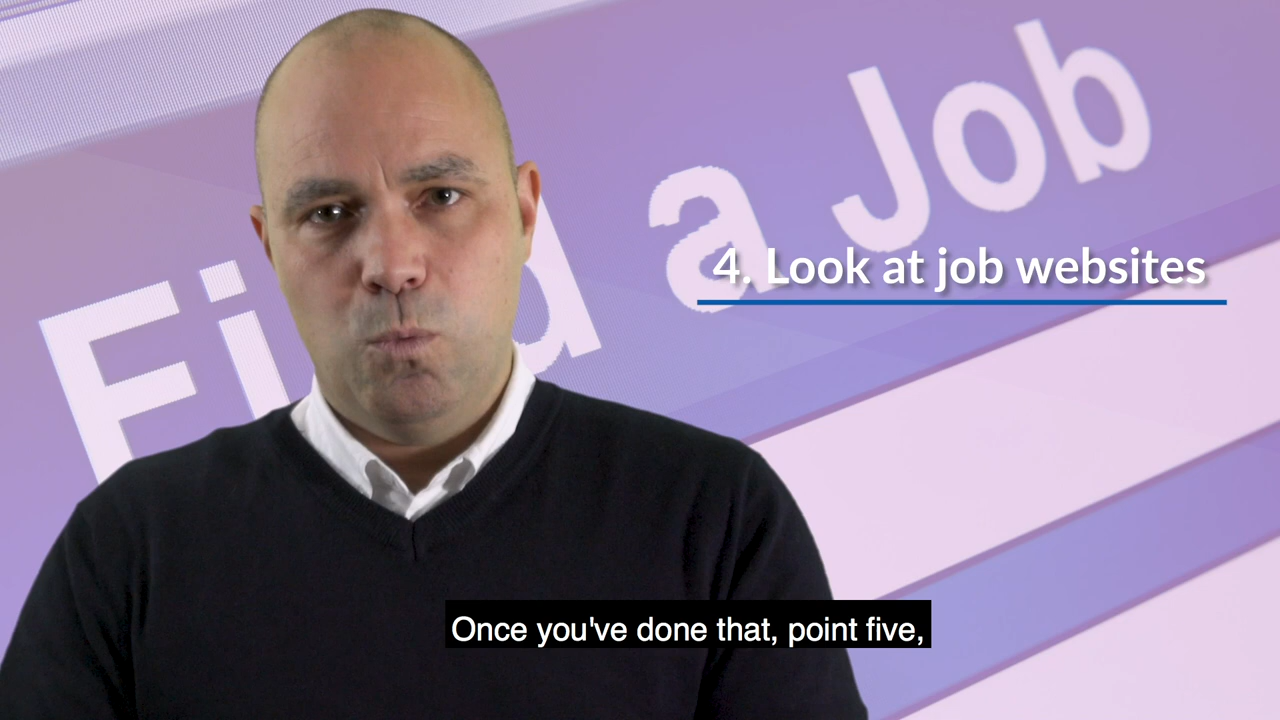 Find a Job
4. Look at job websites
Once you've done that, point five,